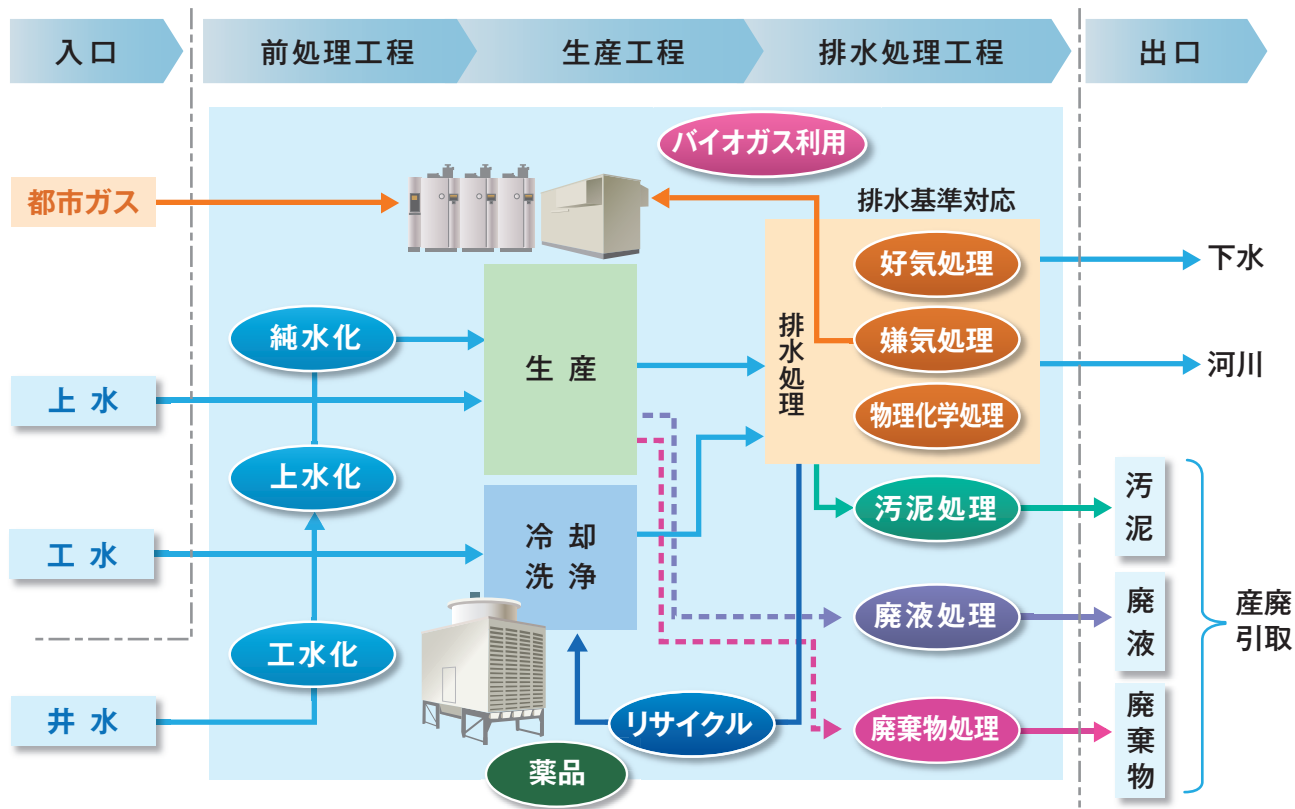 入口
前処理工程
生産工程
排水処理工程
出口
バイオガス利用
都市ガス
排水基準対応
好気処理
下水
純水化
嫌気処理
排水処理
生産
河川
上水
物理化学処理
上水化
汚泥処理
汚泥
工水
冷却
洗浄
廃液処理
廃液
産廃
引取
工水化
井水
リサイクル
廃棄物処理
廃棄物
薬品